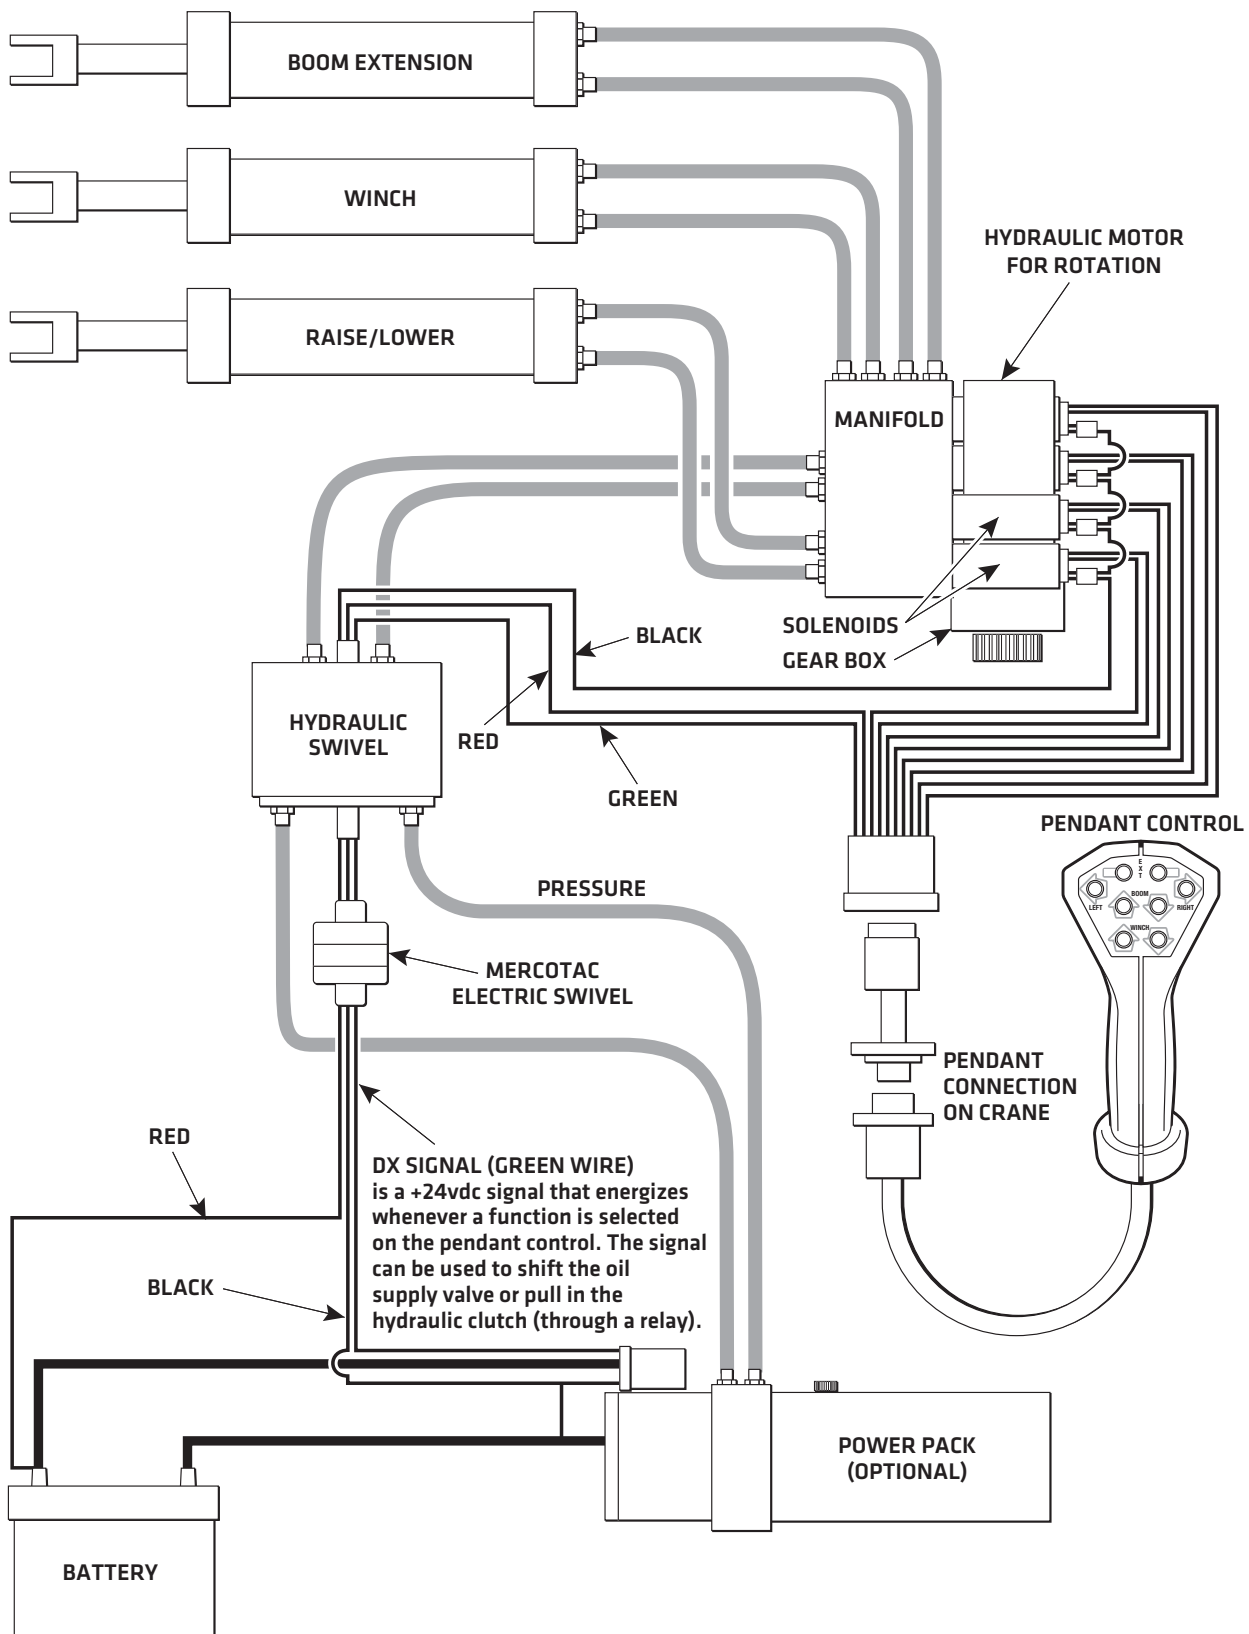 BOOM EXTENSION
WINCH
HYDRAULIC MOTOR
FOR ROTATION
RAISE/LOWER
MANIFOLD
SOLENOIDS
GEAR BOX
BLACK
HYDRAULIC
SWIVEL
RED
GREEN
PENDANT CONTROL
EXT
LEFT
BOOM
RIGHT
WINCH
PRESSURE
MERCOTAC
ELECTRIC SWIVEL
PENDANT
CONNECTION
ON CRANE
RED
DX SIGNAL (GREEN WIRE)
is a +24vdc signal that energizes
whenever a function is selected
on the pendant control. The signal
can be used to shift the oil
supply valve or pull in the
hydraulic clutch (through a relay).
BLACK
POWER PACK
(OPTIONAL)
BATTERY